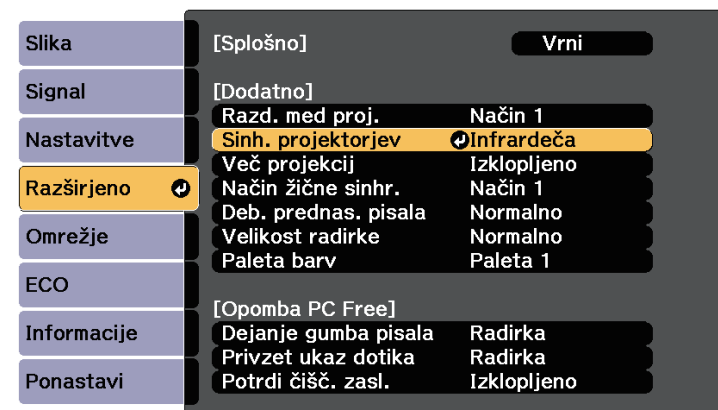 Slika
Signal
Nastavitve
Razširjeno
Omrežje
ECO
Informacije
Ponastavi
[Splošno] Vrni
[Dodatno]
Razd. med proj. Način 1
Sinh. projektorjev Infrardeča
Več projekcij Izklopljeno
Način žične sinhr. Način 1
Deb. prednas. pisala Normalno
Velikost radirke Normalno
Paleta barv Paleta 1
[Opomba PC Free]
Dejanje gumba pisala Radirka
Privzet ukaz dotika Radirka
Potrdi čišč. zasl. Izklopljeno